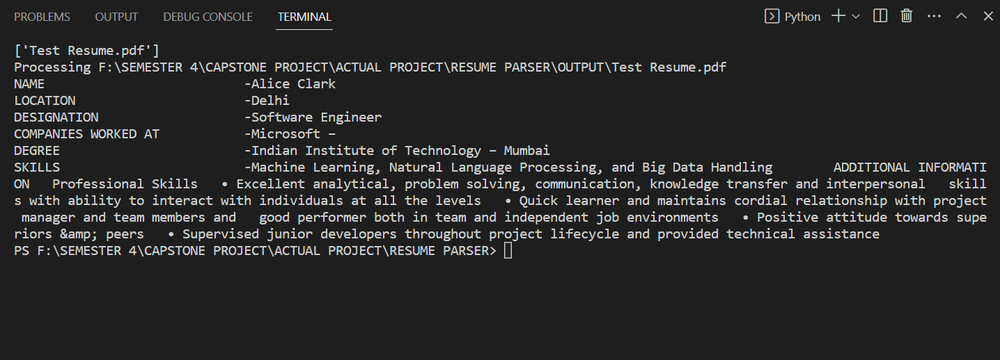 PROBLEMS OUTPUT DEBUG CONSOLE TERMINAL Python
['Test Resume.pdf']
Processing F:\SEMESTER 4\CAPSTONE PROJECT\ACTUAL PROJECT\RESUME PARSER\OUTPUT\Test Resume.pdf
NAME -Alice Clark
LOCATION -Delhi
DESIGNATION -Software Engineer
COMPANIES WORKED AT -Microsoft –
DEGREE -Indian Institute of Technology – Mumbai
SKILLS -Machine Learning, Natural Language Processing, and Big Data Handling ADDITIONAL INFORMATI
ON Professional Skills • Excellent analytical, problem solving, communication, knowledge transfer and interpersonal skill
s with ability to interact with individuals at all the levels • Quick learner and maintains cordial relationship with project
manager and team members and good performer both in team and independent job environments • Positive attitude towards supe
riors &amp; peers • Supervised junior developers throughout project lifecycle and provided technical assistance
PS F:\SEMESTER 4\CAPSTONE PROJECT\ACTUAL PROJECT\RESUME PARSER>